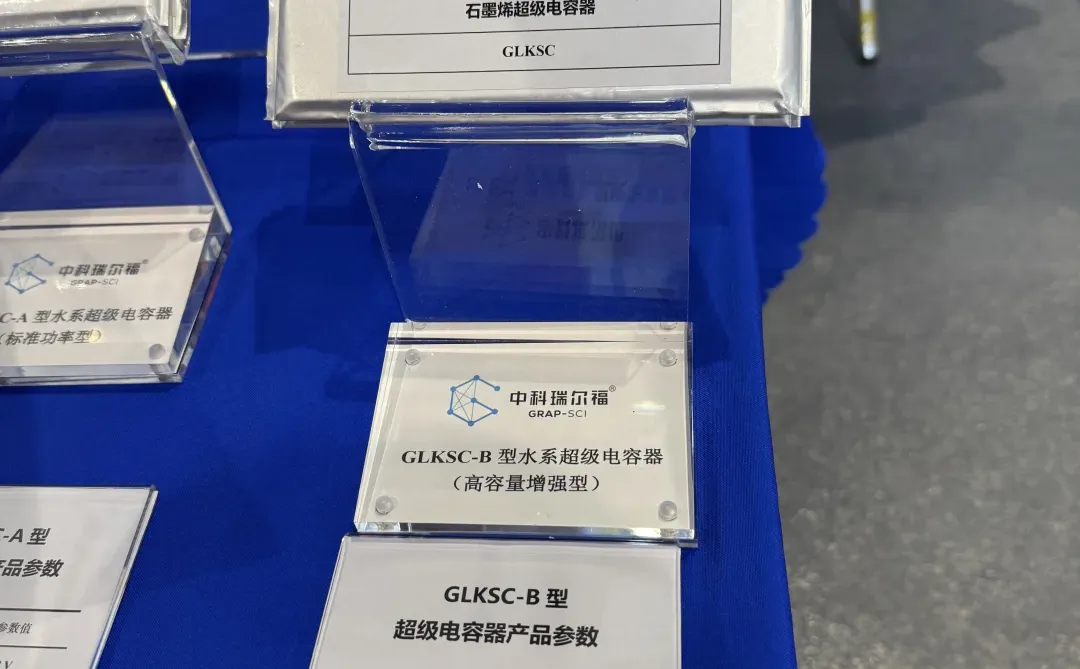 石墨烯超级电容器
GLKSC
中科瑞尔福®
GRAP-SCI
C-A 型水系超级电容器
（标准功率型）
中科瑞尔福®
GRAP-SCI
GLKSC-B 型水系超级电容器
（高容量增强型）
C-A 型
产品参数
参数值
V
GLKSC-B 型
超级电容器产品参数